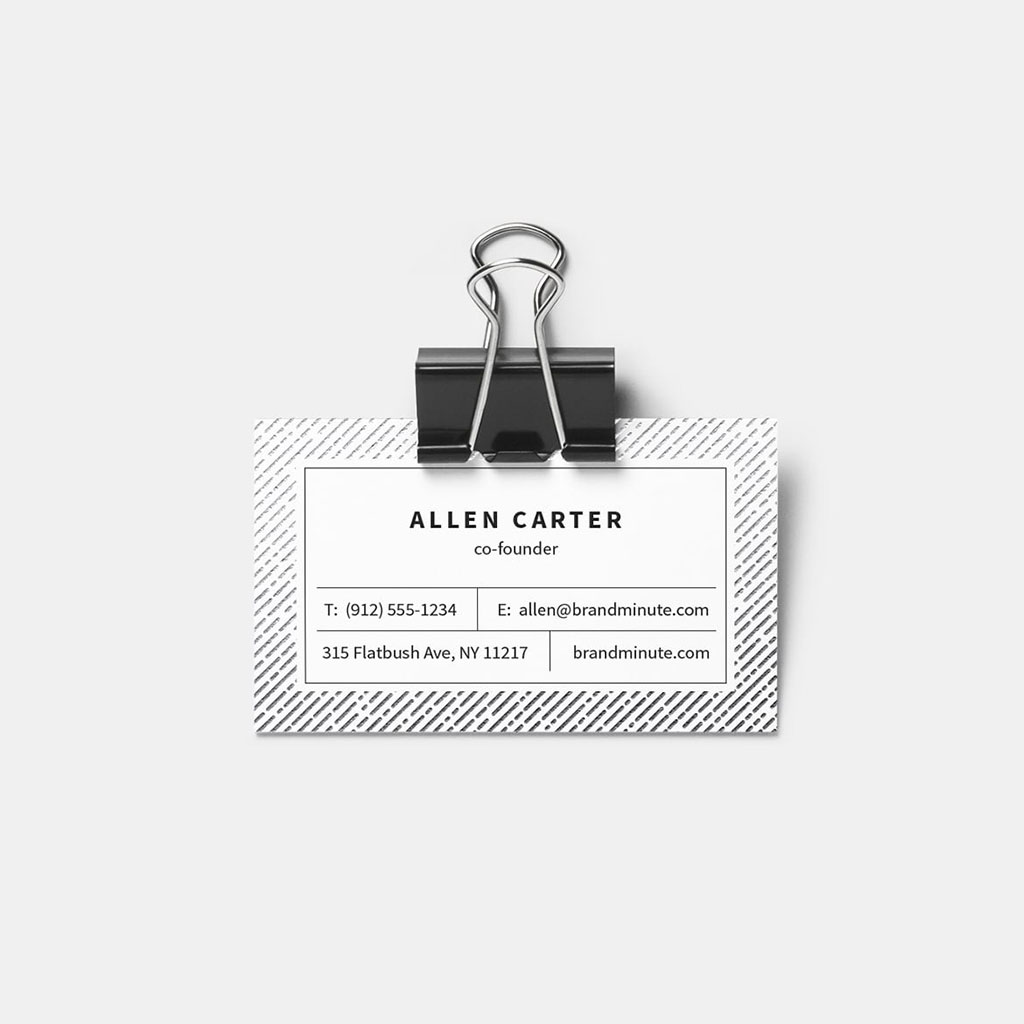 ALLEN CARTER
co-founder
T: (912) 555-1234 E: allen@brandminute.com
315 Flatbush Ave, NY 11217 brandminute.com